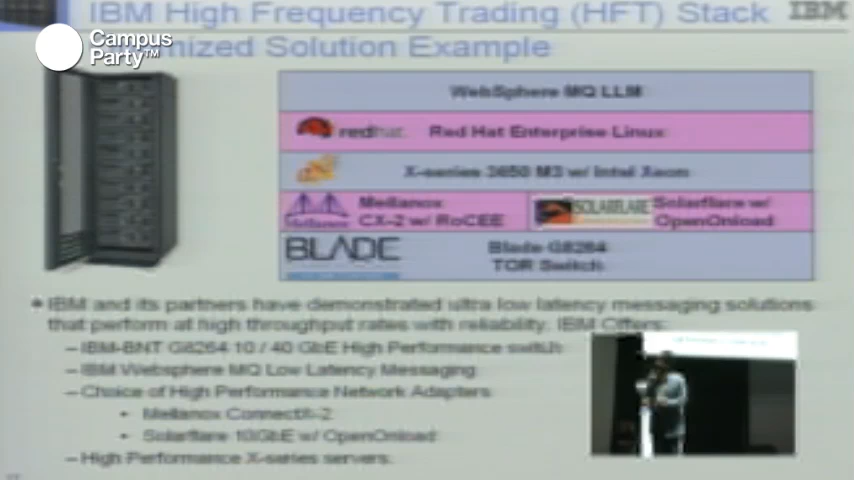 IBM High Frequency Trading (HFT) Stack
IBM
Campus
Party™
mized Solution Example
WebSphere MQ LLM
redhat. Red Hat Enterprise Linux
X-series 3650 M3 w/ Intel Xeon
Mellanox
Mellanox
CX-2 w/ RoCEE
SOLARFLARE
Solarflare w/
OpenOnload
BLADE
Blade G8264
TOR Switch
• IBM and its partners have demonstrated ultra low latency messaging solutions
that perform at high throughput rates with reliability. IBM Offers:
– IBM-BNT G8264 10 / 40 GbE High Performance switch
– IBM Websphere MQ Low Latency Messaging
– Choice of High Performance Network Adapters
• Mellanox ConnectX-2
• Solarflare 10GbE w/ OpenOnload
– High Performance X-series servers.